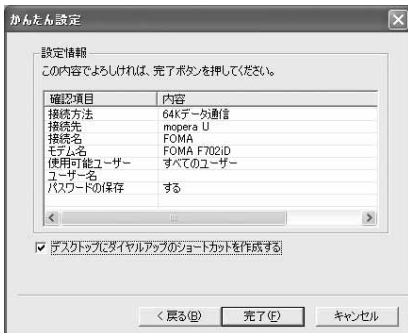 かんたん設定
設定情報
この内容でよろしければ、完了ボタンを押してください。
確認項目 内容
接続方法 64Kデータ通信
接続先 mopera U
接続名 FOMA
モデム名 FOMA F702iD
使用可能ユーザー すべてのユーザー
ユーザー名
パスワードの保存 する
デスクトップにダイヤルアップのショートカットを作成する
< 戻る(B) 完了(F) キャンセル